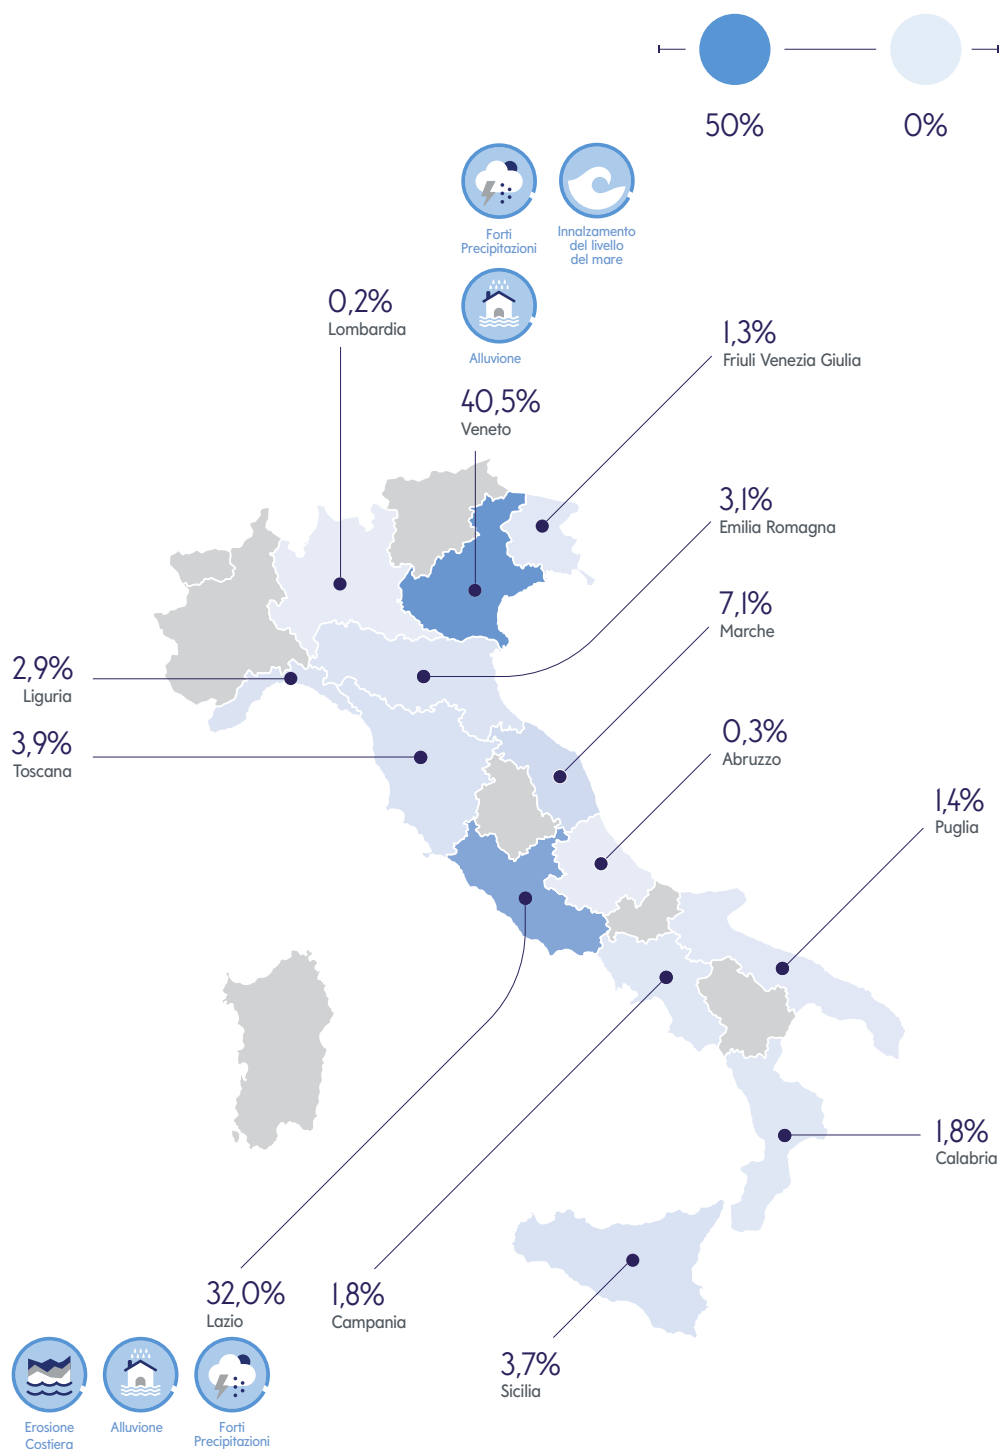 50%
0%
Forti
Precipitazioni
Innalzamento
del livello
del mare
Alluvione
0,2%
Lombardia
1,3%
Friuli Venezia Giulia
40,5%
Veneto
3,1%
Emilia Romagna
7,1%
Marche
2,9%
Liguria
3,9%
Toscana
0,3%
Abruzzo
1,4%
Puglia
1,8%
Calabria
32,0%
Lazio
1,8%
Campania
3,7%
Sicilia
Erosione
Costiera
Alluvione
Forti
Precipitazioni